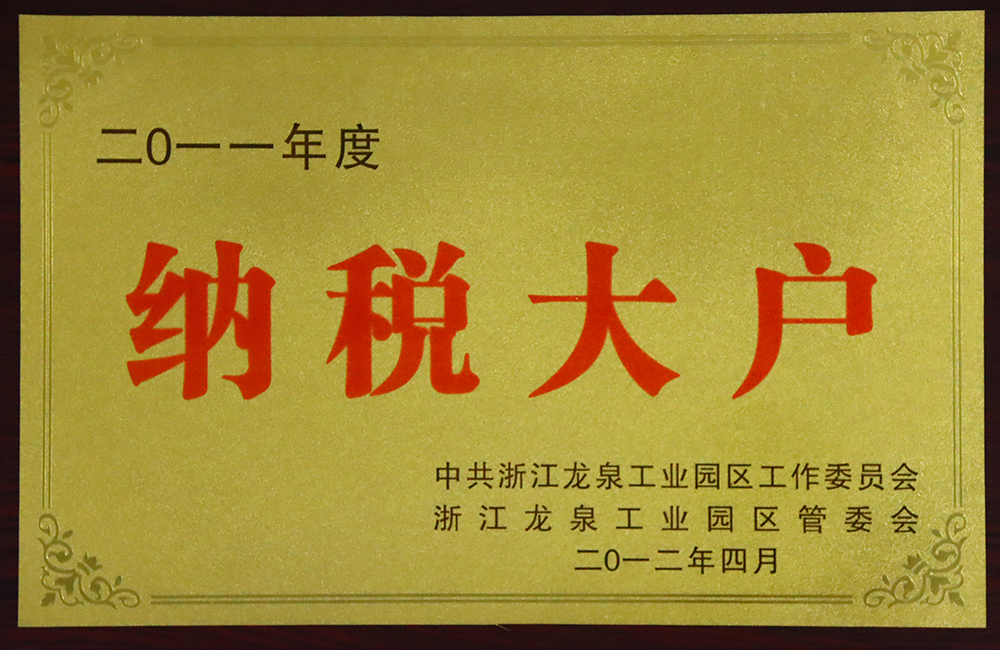 二0一一年度
纳税大户
中共浙江龙泉工业园区工作委员会
浙江龙泉工业园区管委会
二0一二年四月